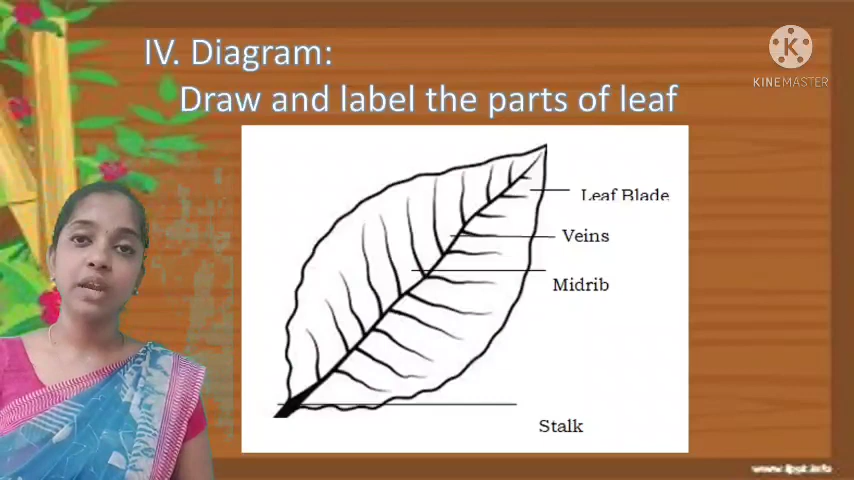 IV. Diagram:
Draw and label the parts of leaf
KINEMASTER
Leaf Blade
Veins
Midrib
Stalk